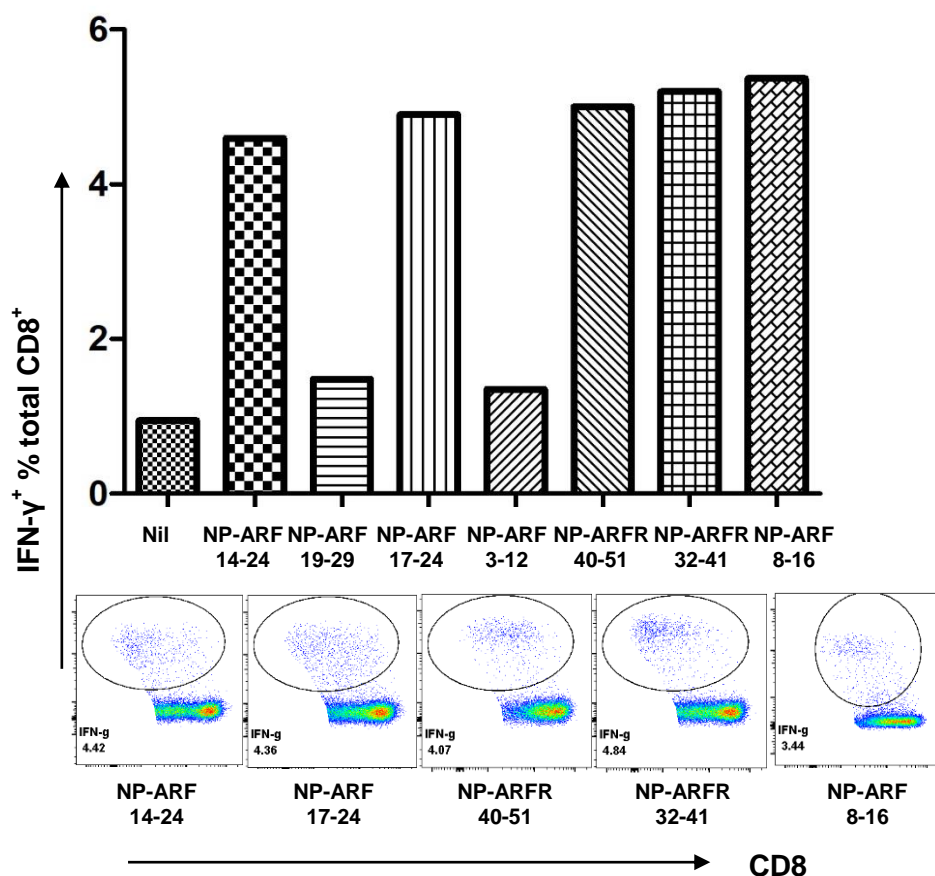 6
4
2
0
IFN-γ⁺ % total CD8⁺
Nil NP-ARF NP-ARF NP-ARF NP-ARF NP-ARFR NP-ARFR NP-ARF
14-24 19-29 17-24 3-12 40-51 32-41 8-16
IFN-g IFN-g IFN-g IFN-g IFN-g
4.42 4.36 4.07 4.84 3.44
NP-ARF NP-ARF NP-ARFR NP-ARFR NP-ARF
14-24 17-24 40-51 32-41 8-16
CD8